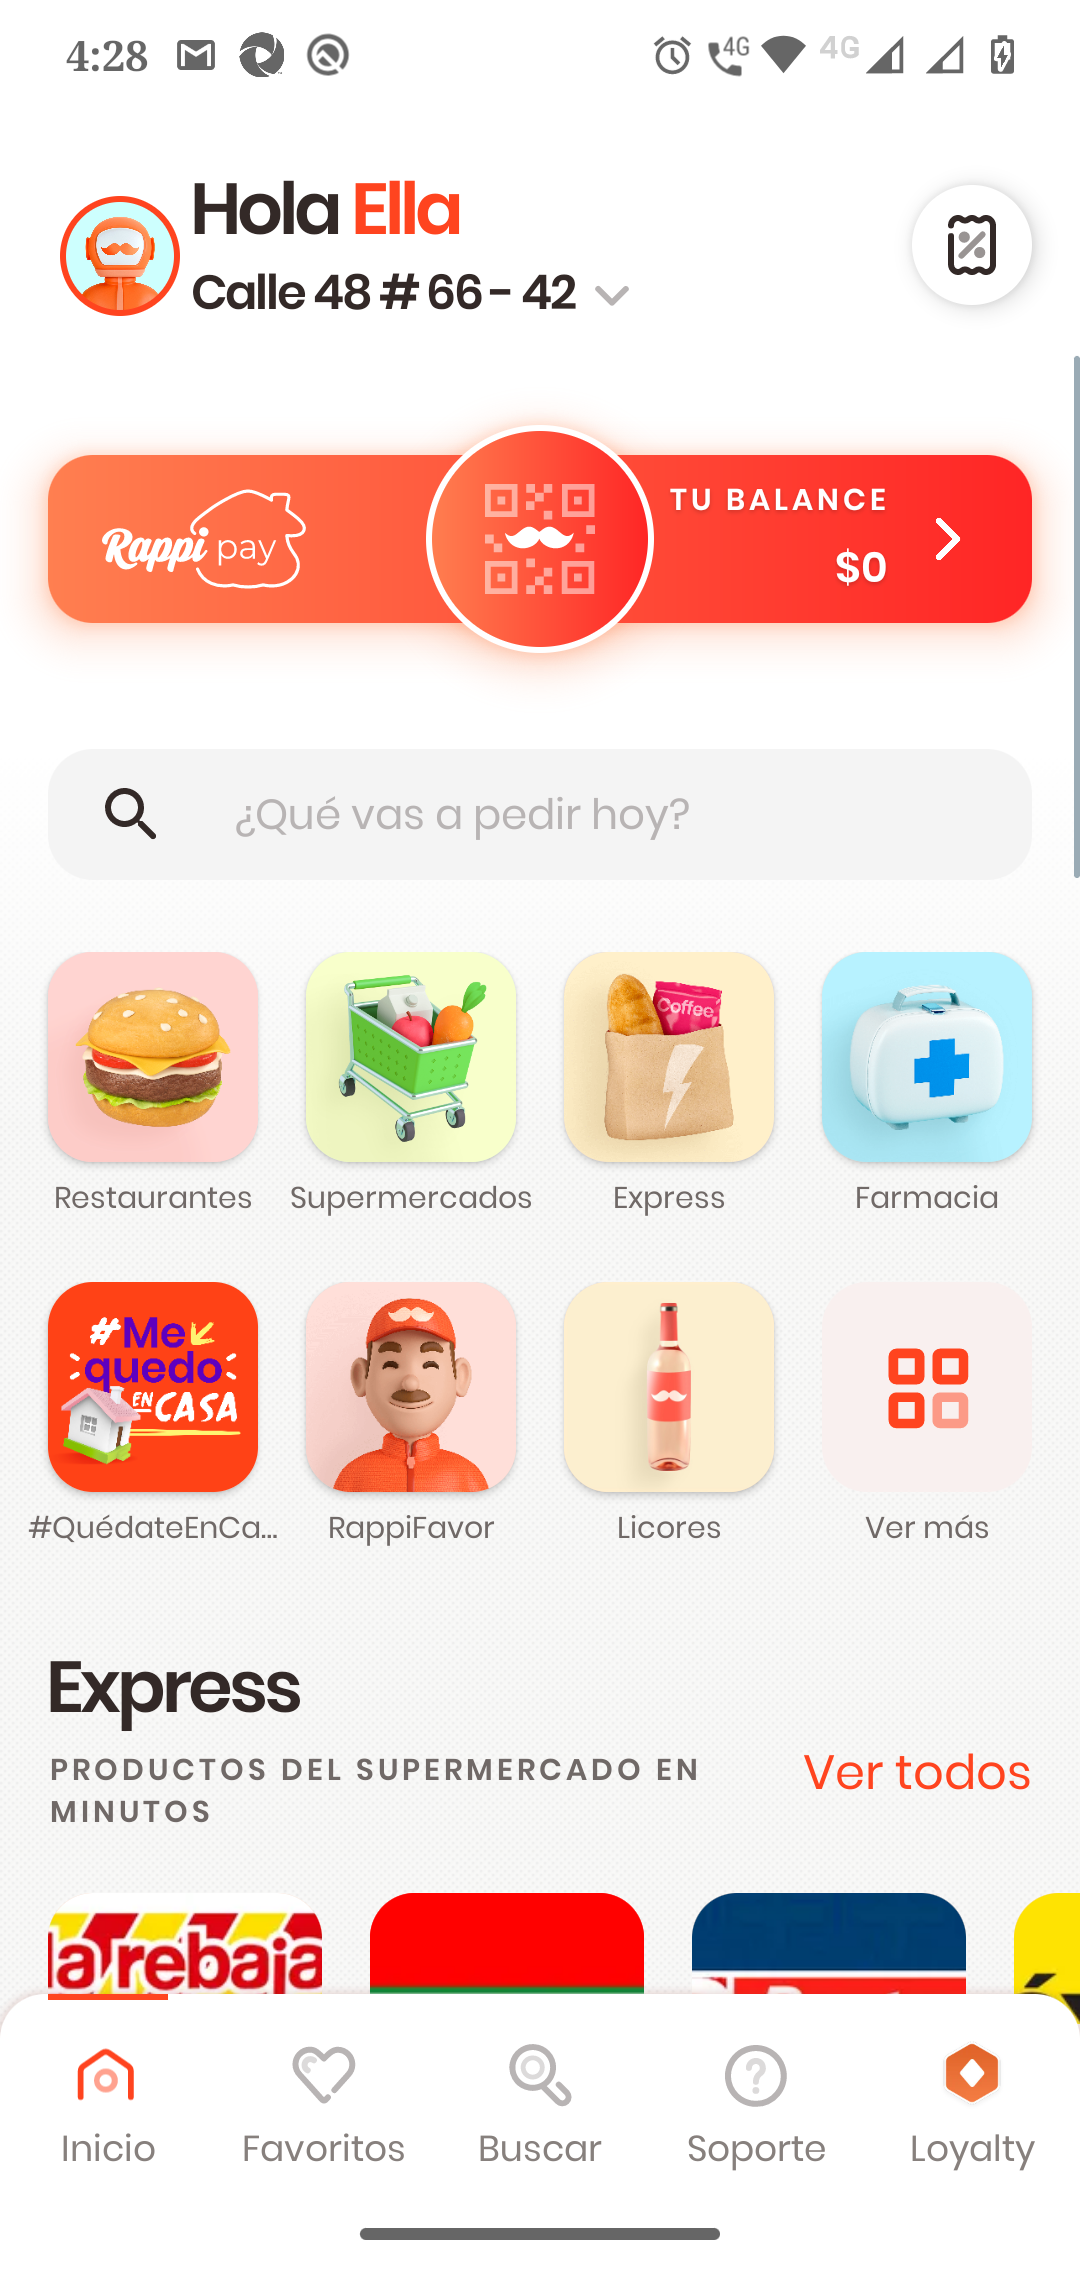 4:28
4G
4G
Hola Ella
Calle 48 # 66 - 42
Rappi pay
TU BALANCE
$0
¿Qué vas a pedir hoy?
Coffee
Restaurantes
Supermercados
Express
Farmacia
#Me
quedo
EN CASA
#QuédateEnCa...
RappiFavor
Licores
Ver más
Express
PRODUCTOS DEL SUPERMERCADO EN
MINUTOS
Ver todos
la rebaja
Inicio
Favoritos
Buscar
Soporte
Loyalty